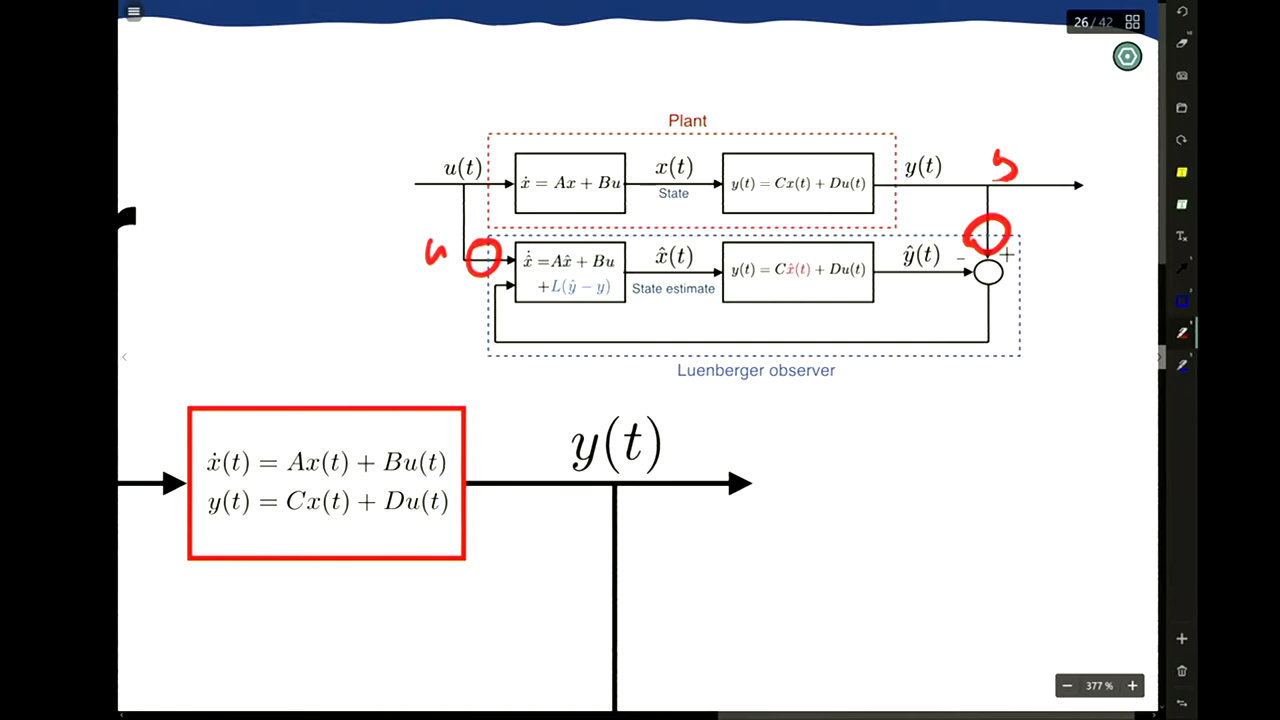 26 / 42
Plant
u(t)
ẋ = Ax + Bu
x(t)
State
y(t) = Cx(t) + Du(t)
y(t)
y
u
x̂̇ =Ax̂ + Bu
+L(ŷ − y)
x̂(t)
State estimate
y(t) = Cx̂(t) + Du(t)
ŷ(t)
-
+
Luenberger observer
ẋ(t) = Ax(t) + Bu(t)
y(t) = Cx(t) + Du(t)
y(t)
377 %